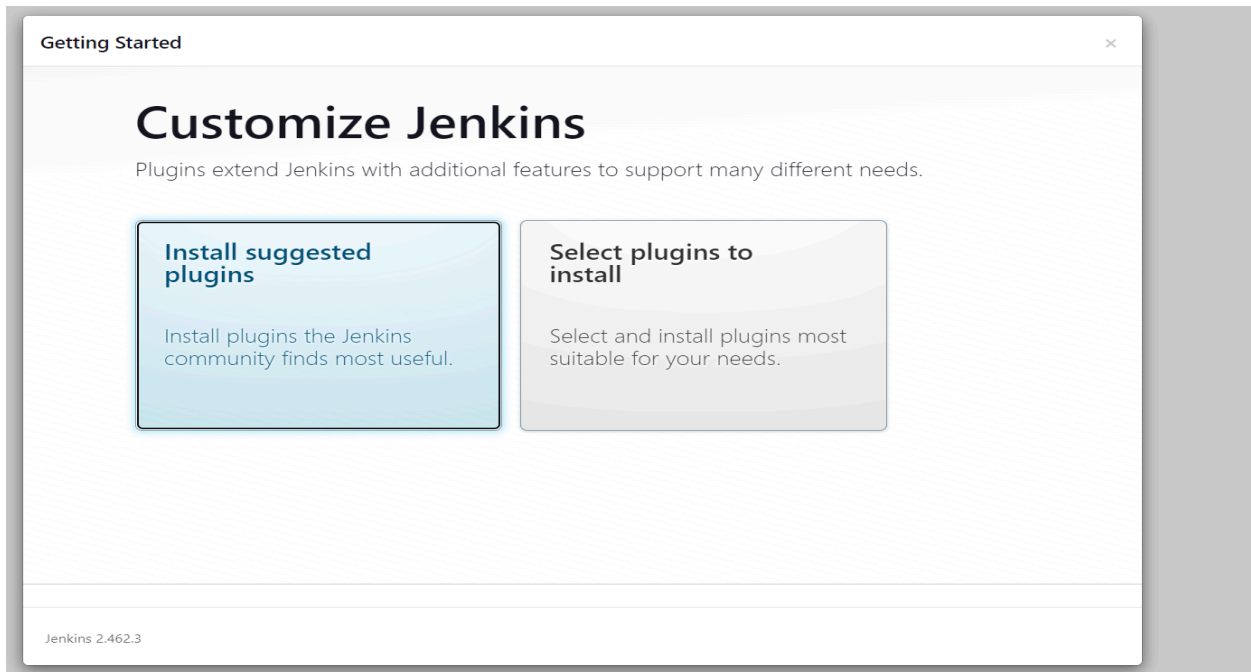 Getting Started
×
Customize Jenkins
Plugins extend Jenkins with additional features to support many different needs.
Install suggested
plugins
Install plugins the Jenkins
community finds most useful.
Select plugins to
install
Select and install plugins most
suitable for your needs.
Jenkins 2.462.3